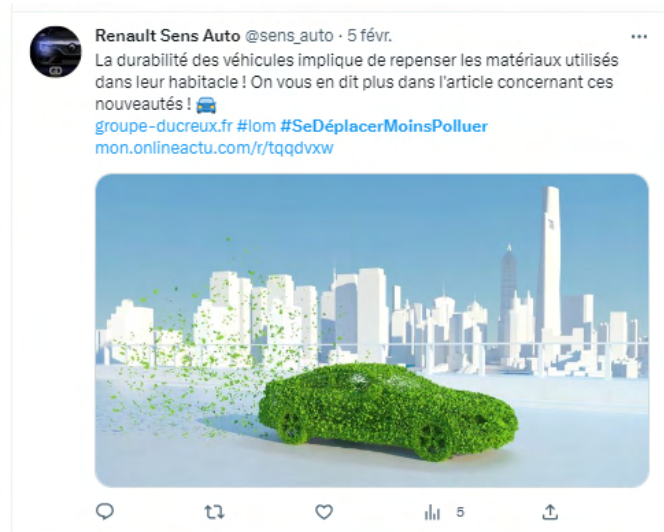 Renault Sens Auto @sens_auto · 5 févr.
La durabilité des véhicules implique de repenser les matériaux utilisés
dans leur habitacle ! On vous en dit plus dans l'article concernant ces
nouveautés ! 🚘
groupe-ducreux.fr #lom #SeDéplacerMoinsPolluer
mon.onlineactu.com/r/tqqdvxw
5